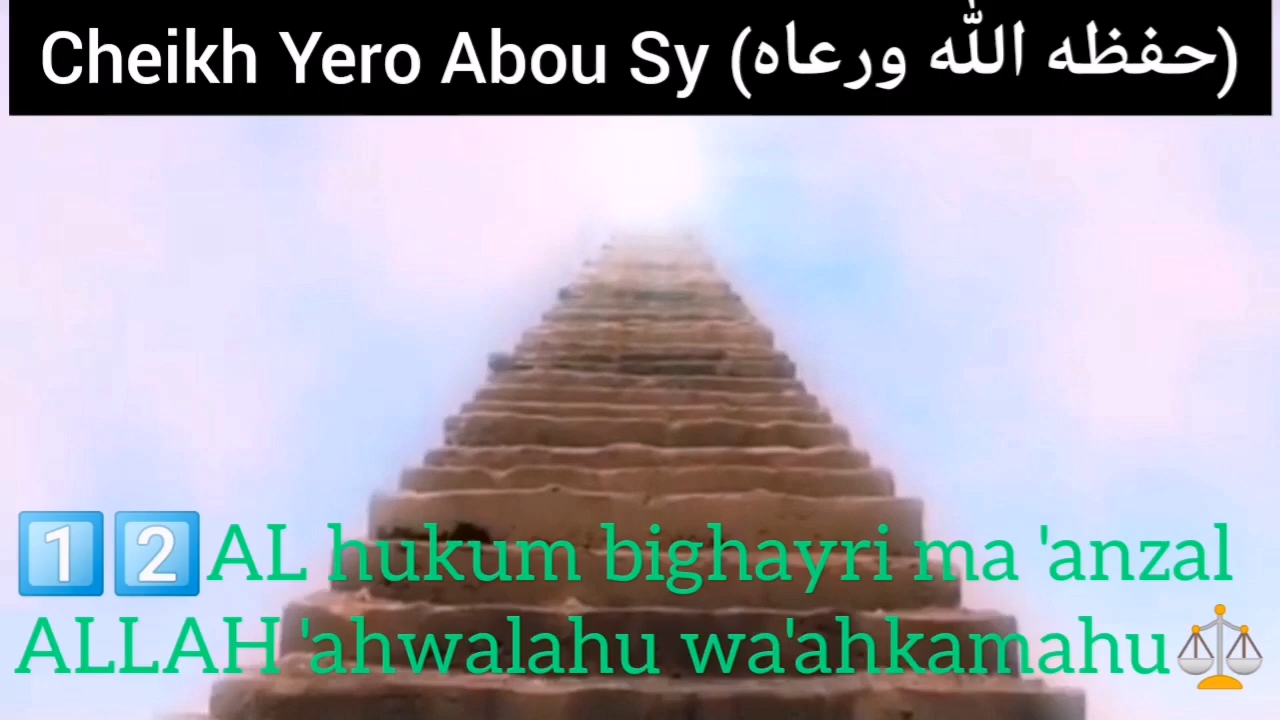 Cheikh Yero Abou Sy (حفظه الله ورعاه)
1️⃣2️⃣AL hukum bighayri ma 'anzal
ALLAH 'ahwalahu wa'ahkamahu⚖️